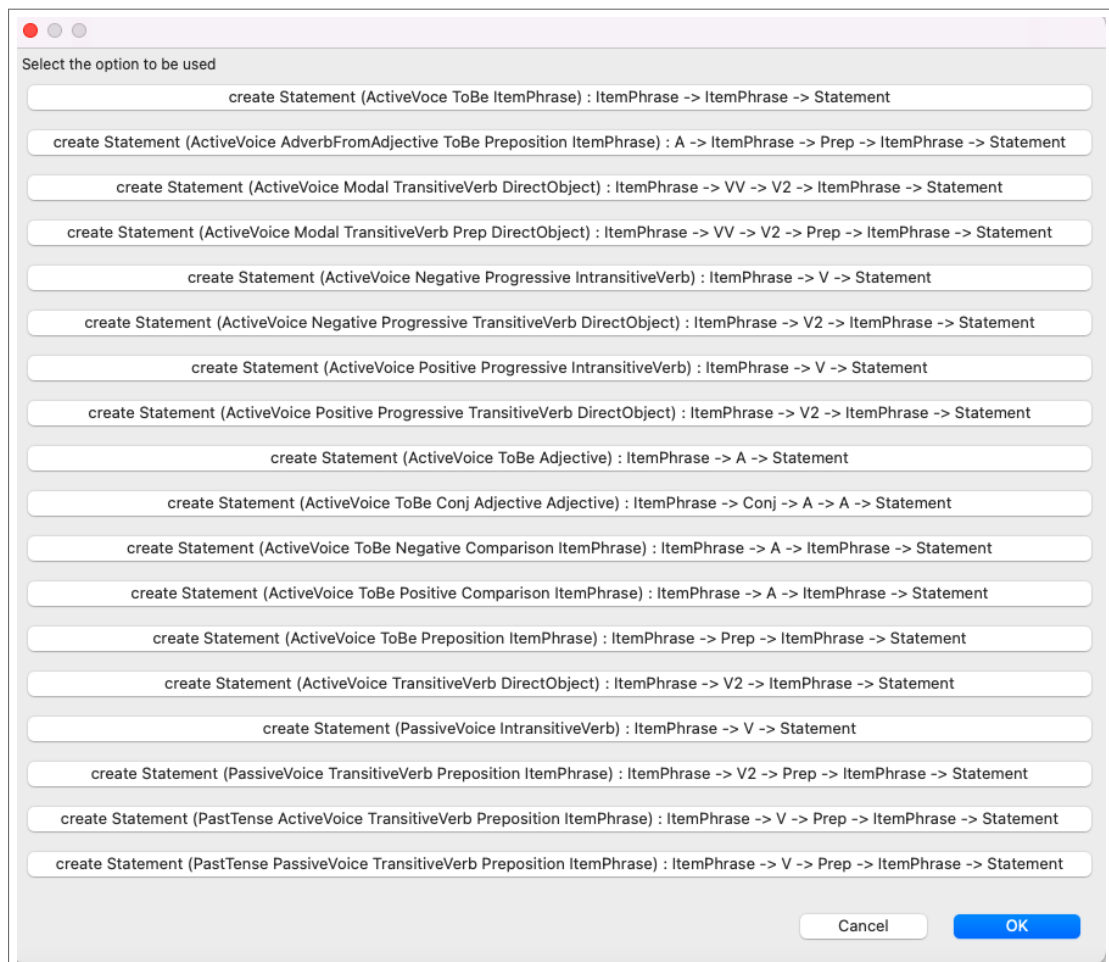 Select the option to be used
create Statement (ActiveVoce ToBe ItemPhrase) : ItemPhrase -> ItemPhrase -> Statement
create Statement (ActiveVoice AdverbFromAdjective ToBe Preposition ItemPhrase) : A -> ItemPhrase -> Prep -> ItemPhrase -> Statement
create Statement (ActiveVoice Modal TransitiveVerb DirectObject) : ItemPhrase -> VV -> V2 -> ItemPhrase -> Statement
create Statement (ActiveVoice Modal TransitiveVerb Prep DirectObject) : ItemPhrase -> VV -> V2 -> Prep -> ItemPhrase -> Statement
create Statement (ActiveVoice Negative Progressive IntransitiveVerb) : ItemPhrase -> V -> Statement
create Statement (ActiveVoice Negative Progressive TransitiveVerb DirectObject) : ItemPhrase -> V2 -> ItemPhrase -> Statement
create Statement (ActiveVoice Positive Progressive IntransitiveVerb) : ItemPhrase -> V -> Statement
create Statement (ActiveVoice Positive Progressive TransitiveVerb DirectObject) : ItemPhrase -> V2 -> ItemPhrase -> Statement
create Statement (ActiveVoice ToBe Adjective) : ItemPhrase -> A -> Statement
create Statement (ActiveVoice ToBe Conj Adjective Adjective) : ItemPhrase -> Conj -> A -> A -> Statement
create Statement (ActiveVoice ToBe Negative Comparison ItemPhrase) : ItemPhrase -> A -> ItemPhrase -> Statement
create Statement (ActiveVoice ToBe Positive Comparison ItemPhrase) : ItemPhrase -> A -> ItemPhrase -> Statement
create Statement (ActiveVoice ToBe Preposition ItemPhrase) : ItemPhrase -> Prep -> ItemPhrase -> Statement
create Statement (ActiveVoice TransitiveVerb DirectObject) : ItemPhrase -> V2 -> ItemPhrase -> Statement
create Statement (PassiveVoice IntransitiveVerb) : ItemPhrase -> V -> Statement
create Statement (PassiveVoice TransitiveVerb Preposition ItemPhrase) : ItemPhrase -> V2 -> Prep -> ItemPhrase -> Statement
create Statement (PastTense ActiveVoice TransitiveVerb Preposition ItemPhrase) : ItemPhrase -> V -> Prep -> ItemPhrase -> Statement
create Statement (PastTense PassiveVoice TransitiveVerb Preposition ItemPhrase) : ItemPhrase -> V -> Prep -> ItemPhrase -> Statement
Cancel OK